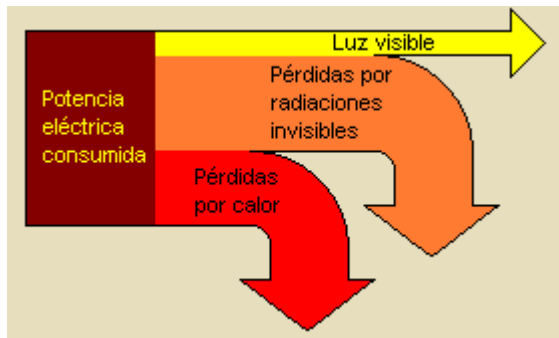 Luz visible
Potencia
eléctrica
consumida
Pérdidas por
radiaciones
invisibles
Pérdidas
por calor